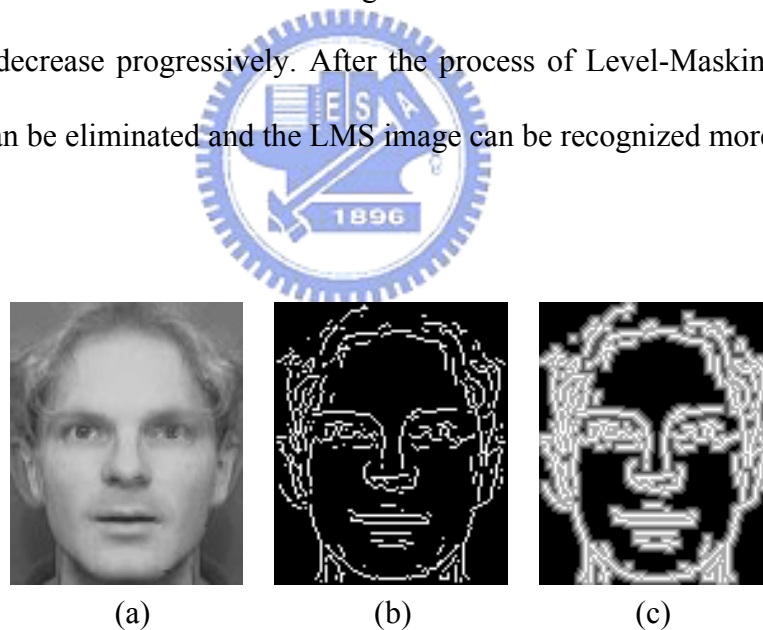 decrease progressively. After the process of Level-Maskin
n be eliminated and the LMS image can be recognized more
E S A
1896
(a) (b) (c)